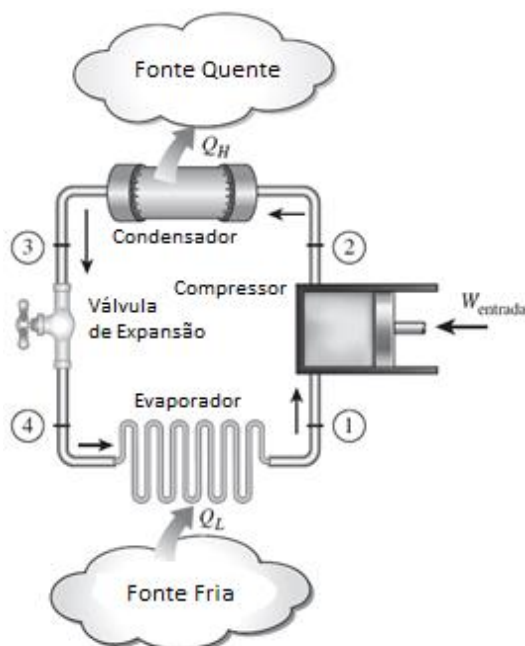 Fonte Quente
Q_H
Condensador
3
2
Compressor
Válvula
de Expansão
W_entrada
Evaporador
4
1
Q_L
Fonte Fria